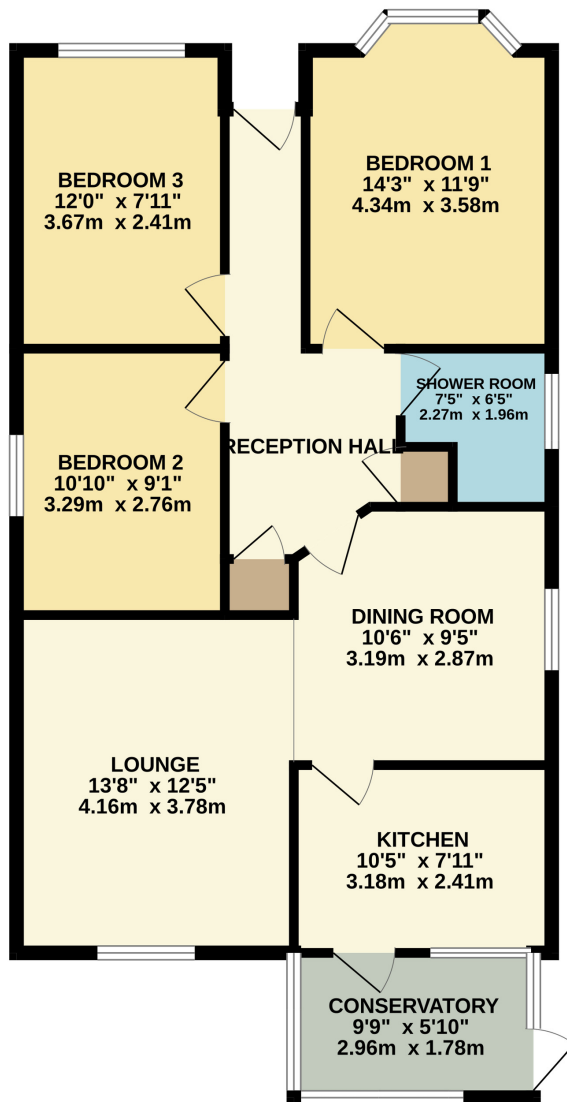 BEDROOM 3
12'0" x 7'11"
3.67m x 2.41m
BEDROOM 1
14'3" x 11'9"
4.34m x 3.58m
SHOWER ROOM
7'5" x 6'5"
2.27m x 1.96m
RECEPTION HALL
BEDROOM 2
10'10" x 9'1"
3.29m x 2.76m
DINING ROOM
10'6" x 9'5"
3.19m x 2.87m
LOUNGE
13'8" x 12'5"
4.16m x 3.78m
KITCHEN
10'5" x 7'11"
3.18m x 2.41m
CONSERVATORY
9'9" x 5'10"
2.96m x 1.78m